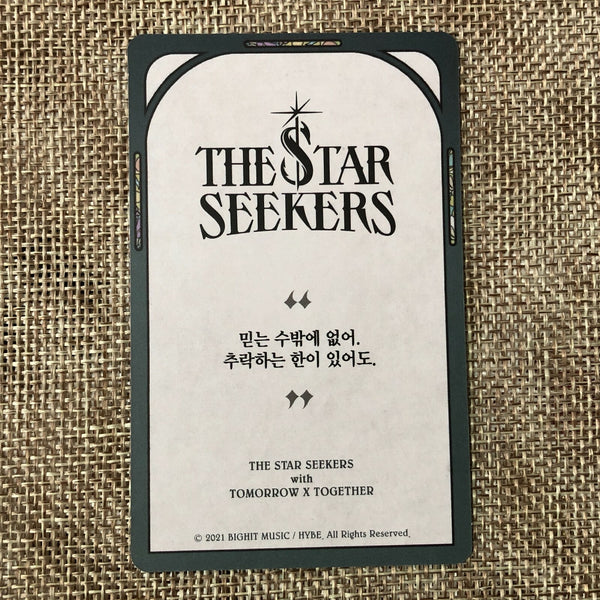 THE STAR
SEEKERS
“
믿는 수밖에 없어.
추락하는 한이 있어도.
”
THE STAR SEEKERS
with
TOMORROW X TOGETHER
© 2021 BIGHIT MUSIC / HYBE. All Rights Reserved.